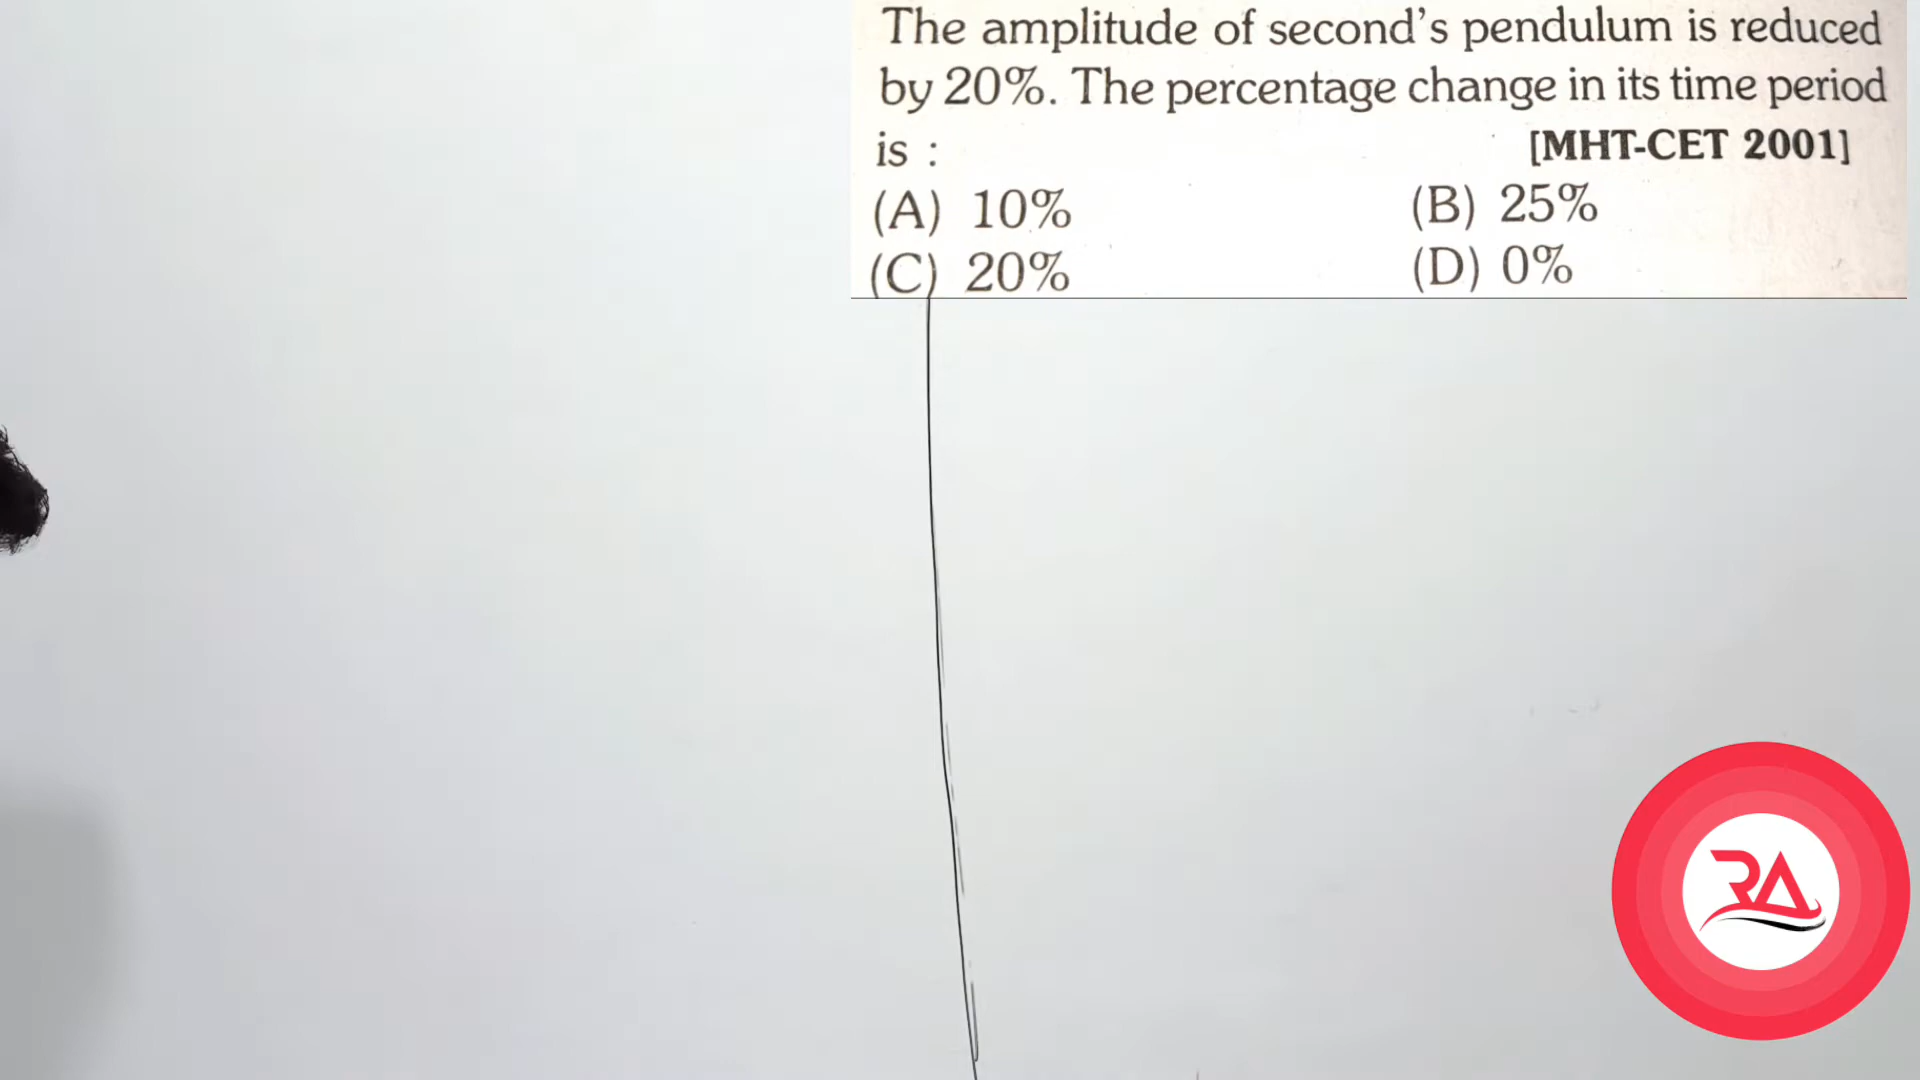 The amplitude of second's pendulum is reduced
by 20%. The percentage change in its time period
is : [MHT-CET 2001]
(A) 10% (B) 25%
(C) 20% (D) 0%
RA